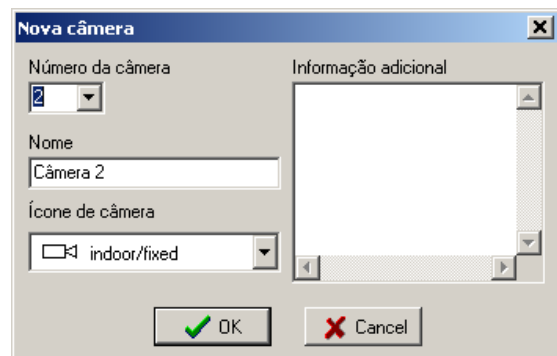 Nova câmera
Número da câmera
2
Nome
Câmera 2
Ícone de câmera
indoor/fixed
Informação adicional
OK
Cancel